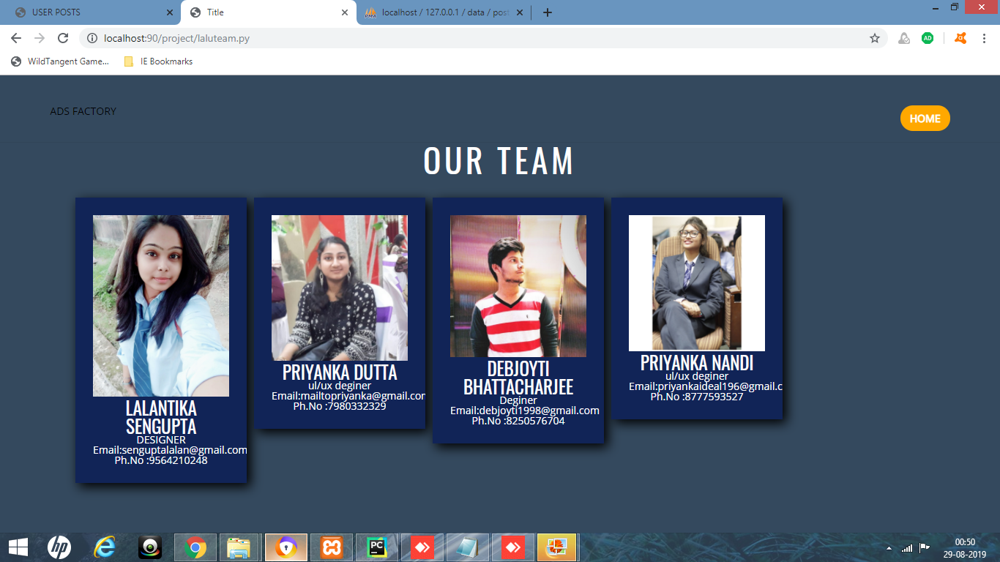 USER POSTS
Title
localhost / 127.0.0.1 / data / post
localhost:90/project/laluteam.py
AD
WildTangent Game...
IE Bookmarks
ADS FACTORY
HOME
OUR TEAM
LALANTIKA
SENGUPTA
DESIGNER
Email:senguptalalan@gmail.com
Ph.No :9564210248
PRIYANKA DUTTA
ul/ux deginer
Email:mailtopriyanka@gmail.com
Ph.No :7980332329
DEBJOYTI
BHATTACHARJEE
Deginer
Email:debjoyti1998@gmail.com
Ph.No :8250576704
PRIYANKA NANDI
ul/ux deginer
Email:priyankaideal196@gmail.c
Ph.No :8777593527
hp
PC
00:50
29-08-2019